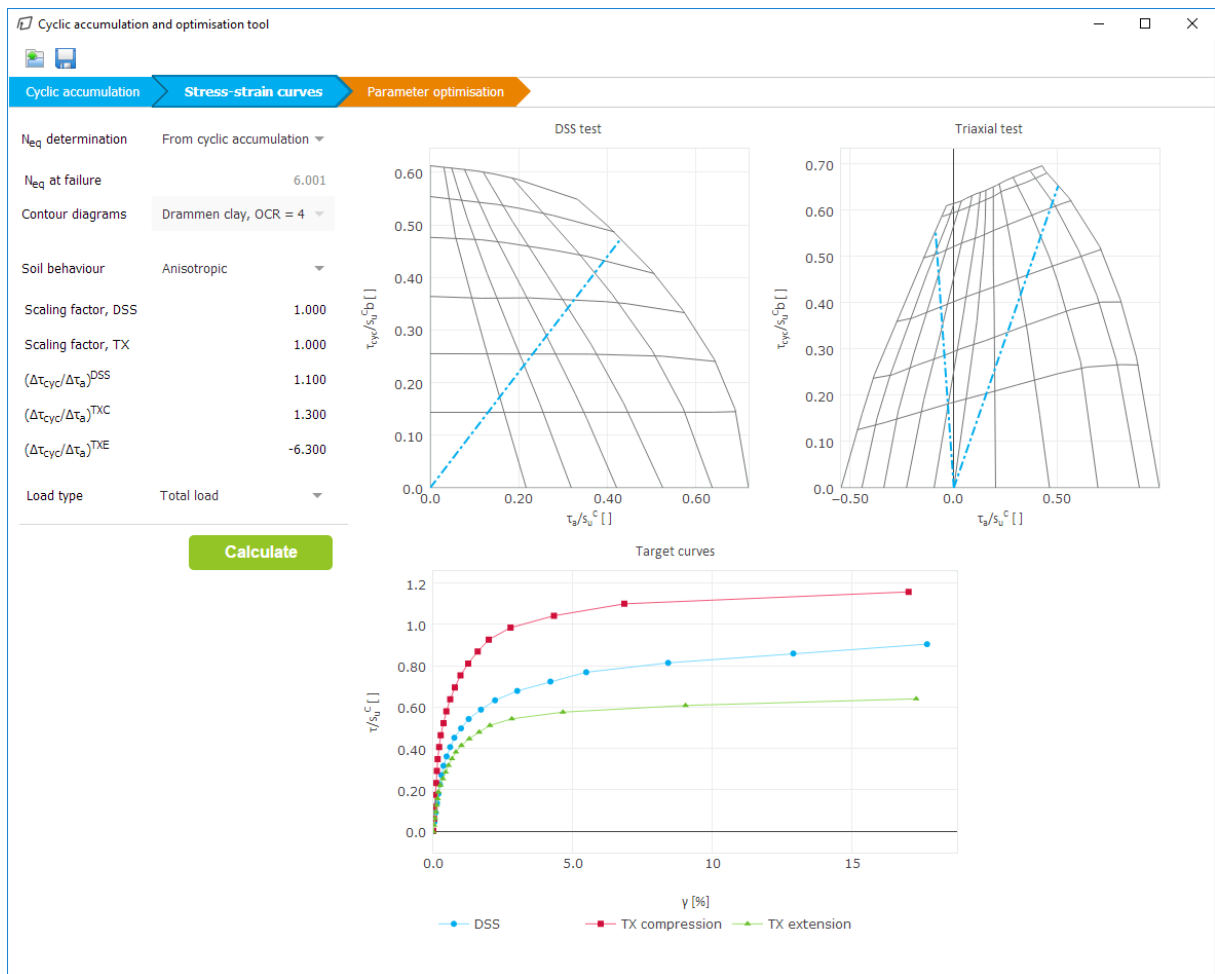 Cyclic accumulation and optimisation tool
Cyclic accumulation
Stress-strain curves
Parameter optimisation
Neq determination From cyclic accumulation
Neq at failure 6.001
Contour diagrams Drammen clay, OCR = 4
Soil behaviour Anisotropic
Scaling factor, DSS 1.000
Scaling factor, TX 1.000
(Δτcyc/Δτa)DSS 1.100
(Δτcyc/Δτa)TXC 1.300
(Δτcyc/Δτa)TXE -6.300
Load type Total load
Calculate
DSS test
τcyc/suCb [ ]
0.60
0.50
0.40
0.30
0.20
0.10
0.0
0.0 0.20 0.40 0.60
τa/suC [ ]
Triaxial test
τcyc/suCb [ ]
0.70
0.60
0.50
0.40
0.30
0.20
0.10
0.0
−0.50 0.0 0.50
τa/suC [ ]
Target curves
τ/suC [ ]
1.2
1.0
0.80
0.60
0.40
0.20
0.0
0.0 5.0 10 15
γ [%]
DSS TX compression TX extension